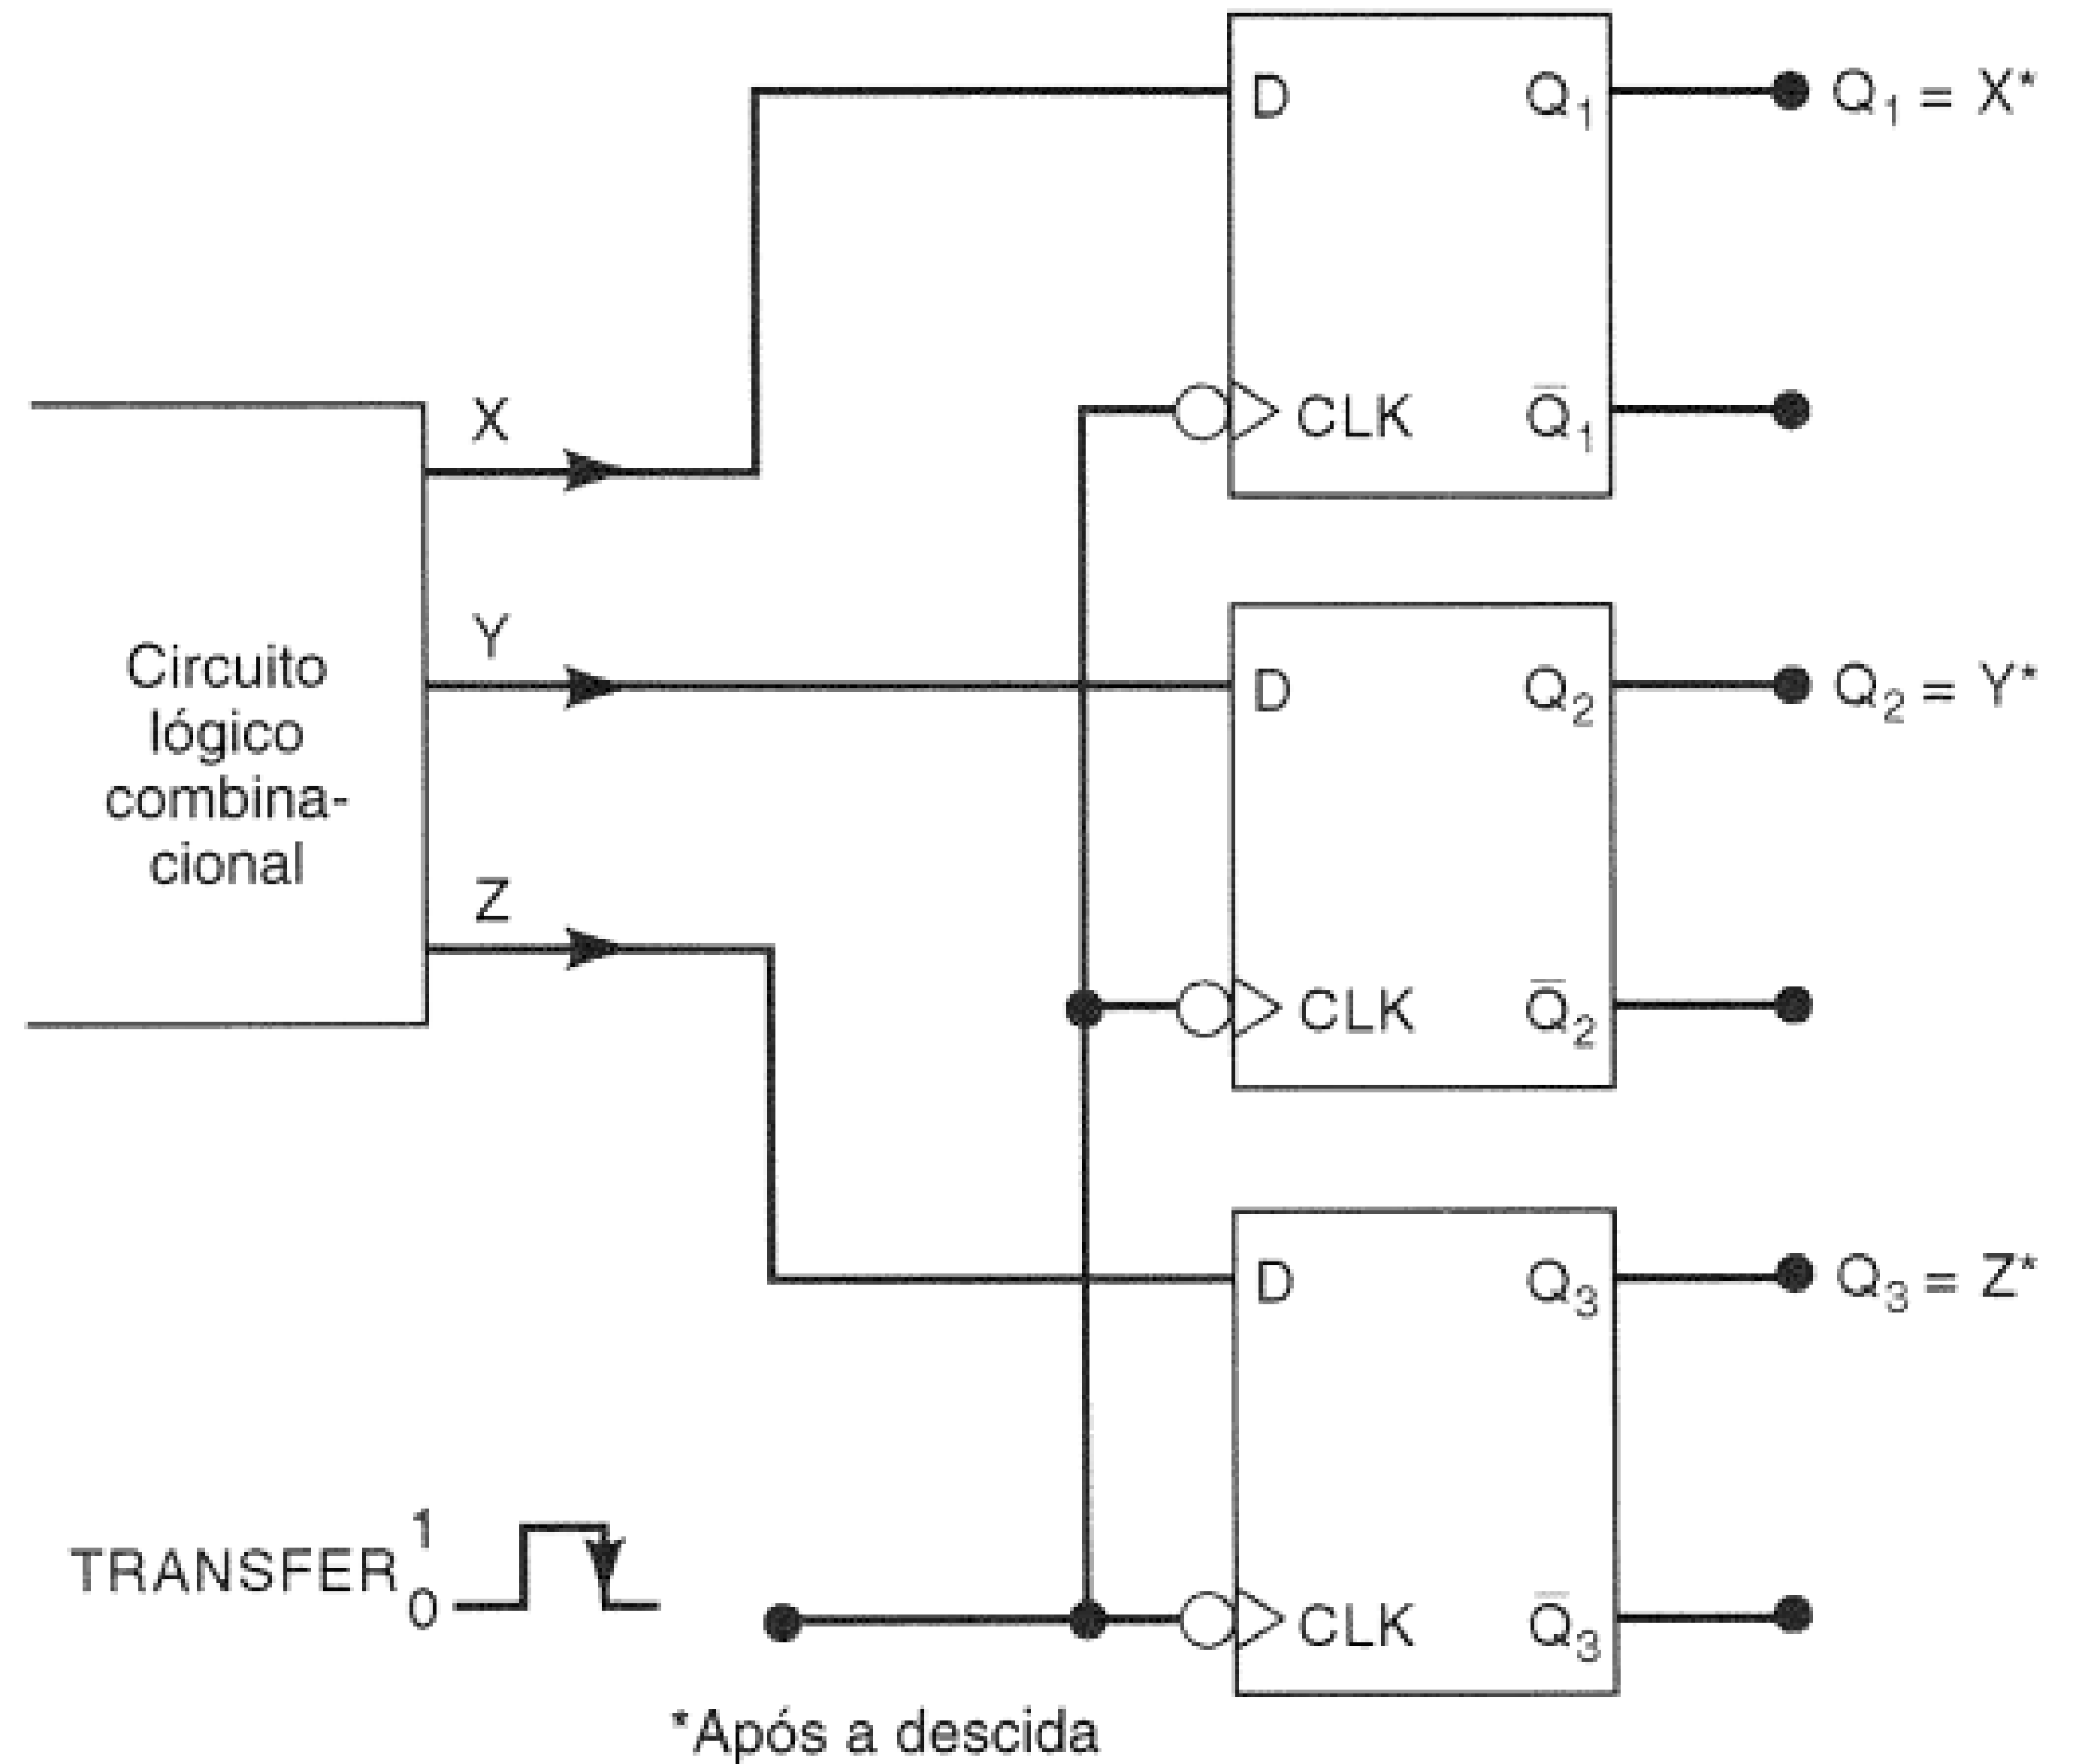 D
Q₁
Q₁ = X*
CLK
Q̅₁
X
Y
Z
Circuito
lógico
combina-
cional
D
Q₂
Q₂ = Y*
CLK
Q̅₂
D
Q₃
Q₃ = Z*
CLK
Q̅₃
TRANSFER
1
0
*Após a descida